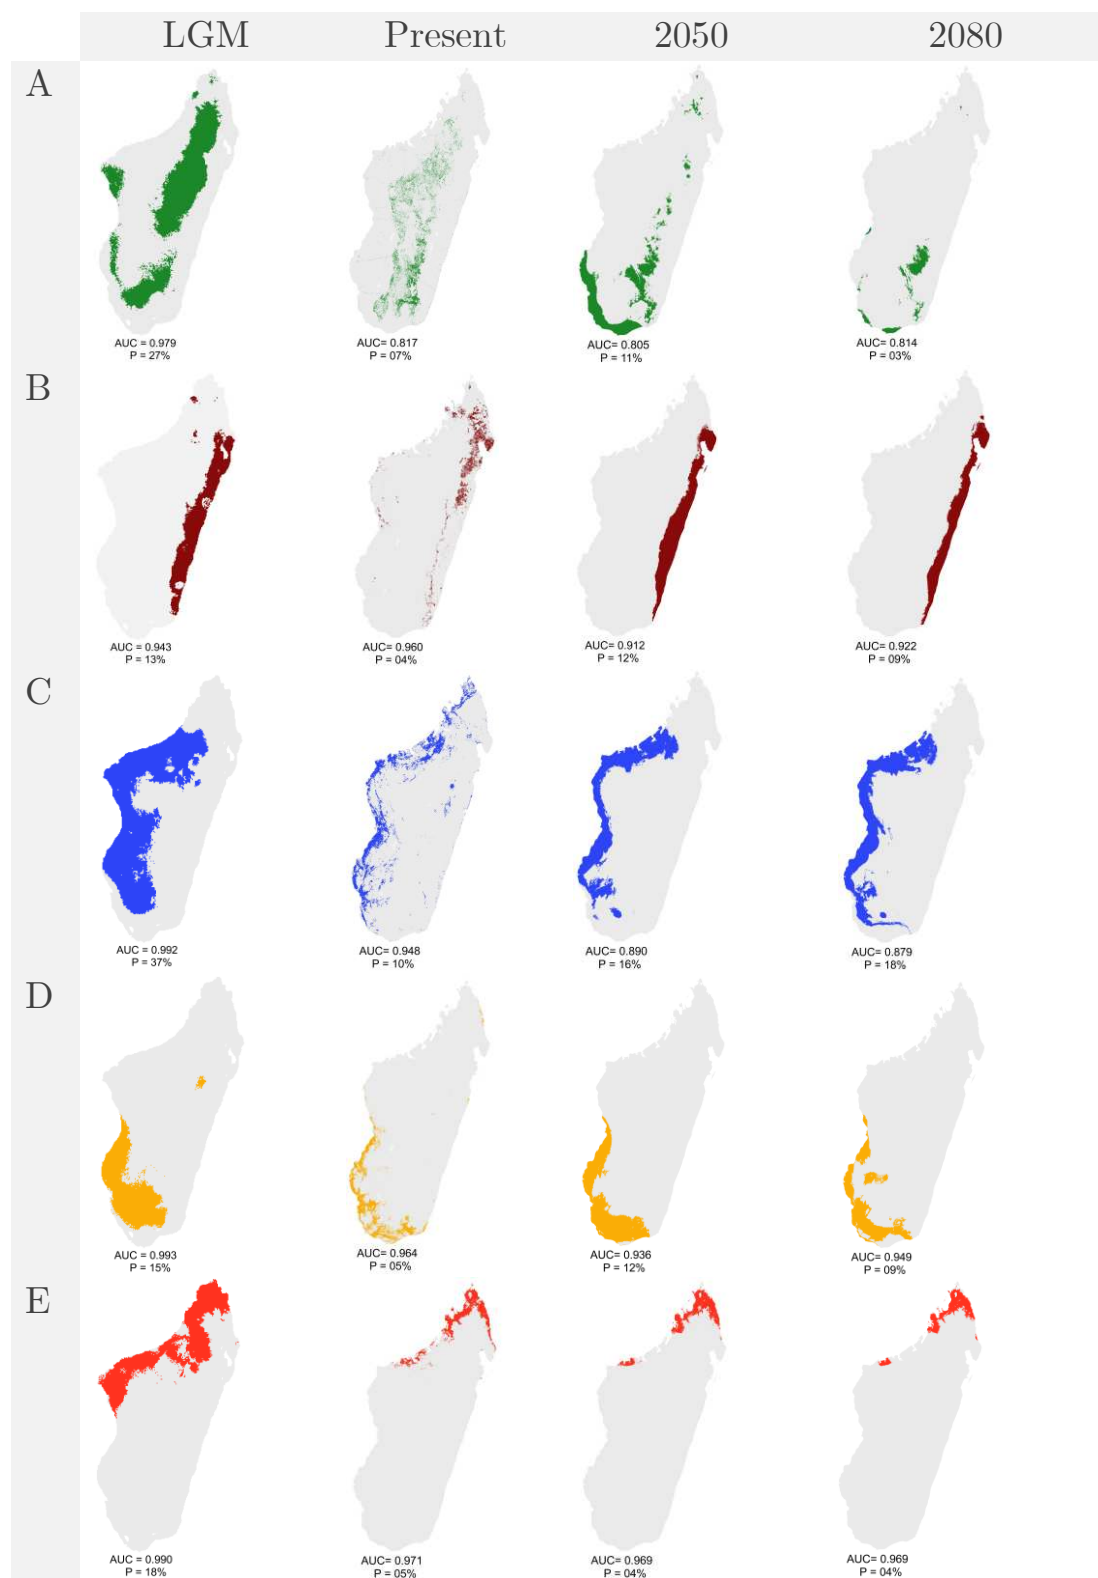 LGM Present 2050 2080
A
AUC = 0.979 AUC= 0.817 AUC= 0.805 AUC= 0.814
P = 27% P = 07% P = 11% P = 03%
B
AUC = 0.943 AUC= 0.960 AUC= 0.912 AUC= 0.922
P = 13% P = 04% P = 12% P = 09%
C
AUC = 0.992 AUC= 0.948 AUC= 0.890 AUC= 0.879
P = 37% P = 10% P = 16% P = 18%
D
AUC = 0.993 AUC= 0.964 AUC= 0.936 AUC= 0.949
P = 15% P = 05% P = 12% P = 09%
E
AUC = 0.990 AUC= 0.971 AUC = 0.969 AUC = 0.969
P = 18% P = 05% P = 04% P = 04%